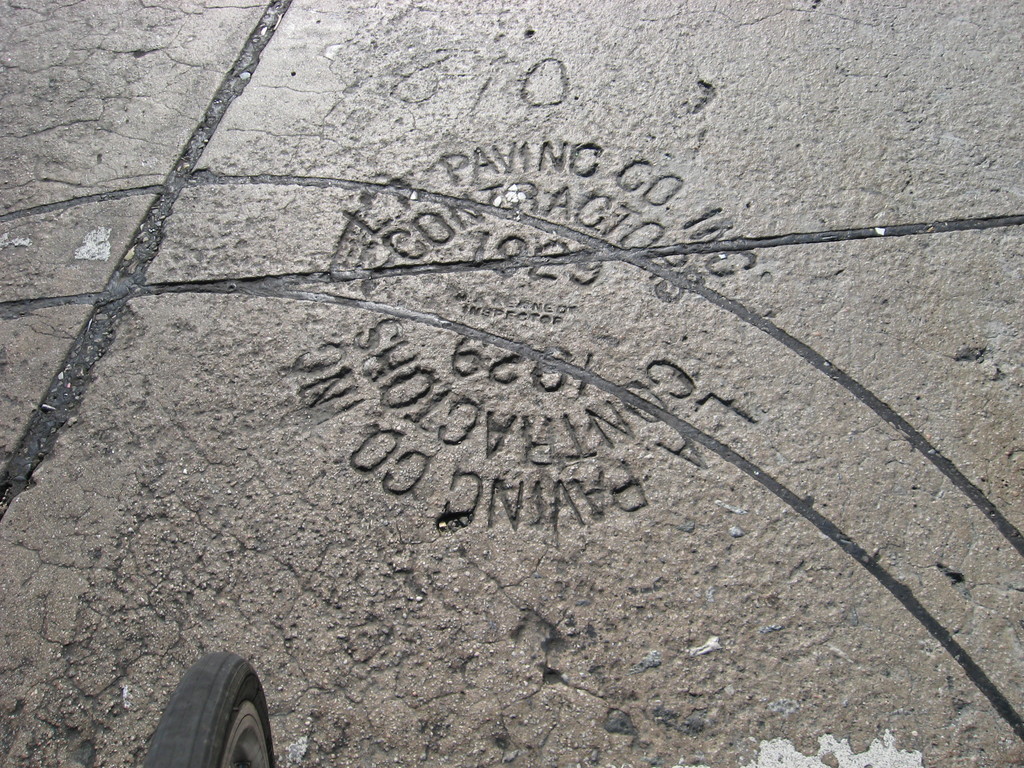 PAVING CO. INC.
CONTRACTORS
1929
INSPECTOR
1929
CONTRACTORS
PAVING CO INC